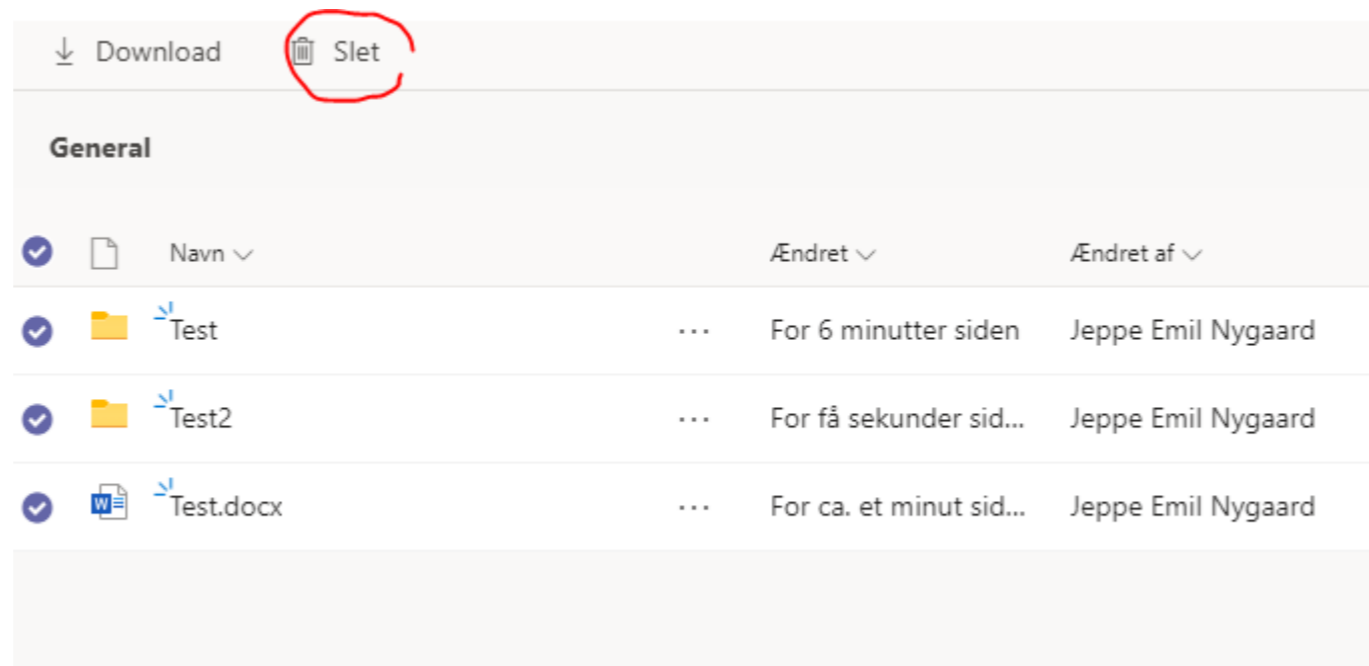 Download Slet
General
Navn Ændret Ændret af
Test ... For 6 minutter siden Jeppe Emil Nygaard
Test2 ... For få sekunder sid... Jeppe Emil Nygaard
Test.docx ... For ca. et minut sid... Jeppe Emil Nygaard